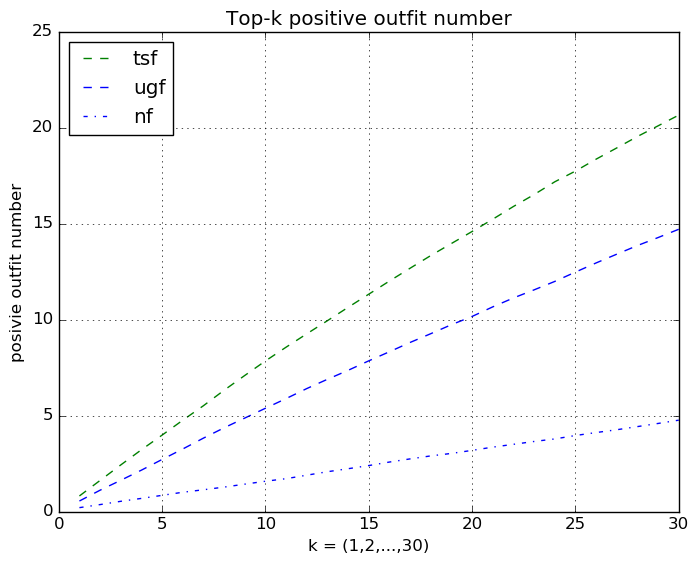 Top-k positive outfit number
tsf
ugf
nf
25
20
15
10
5
0
posivie outfit number
0 5 10 15 20 25 30
k = (1,2,...,30)